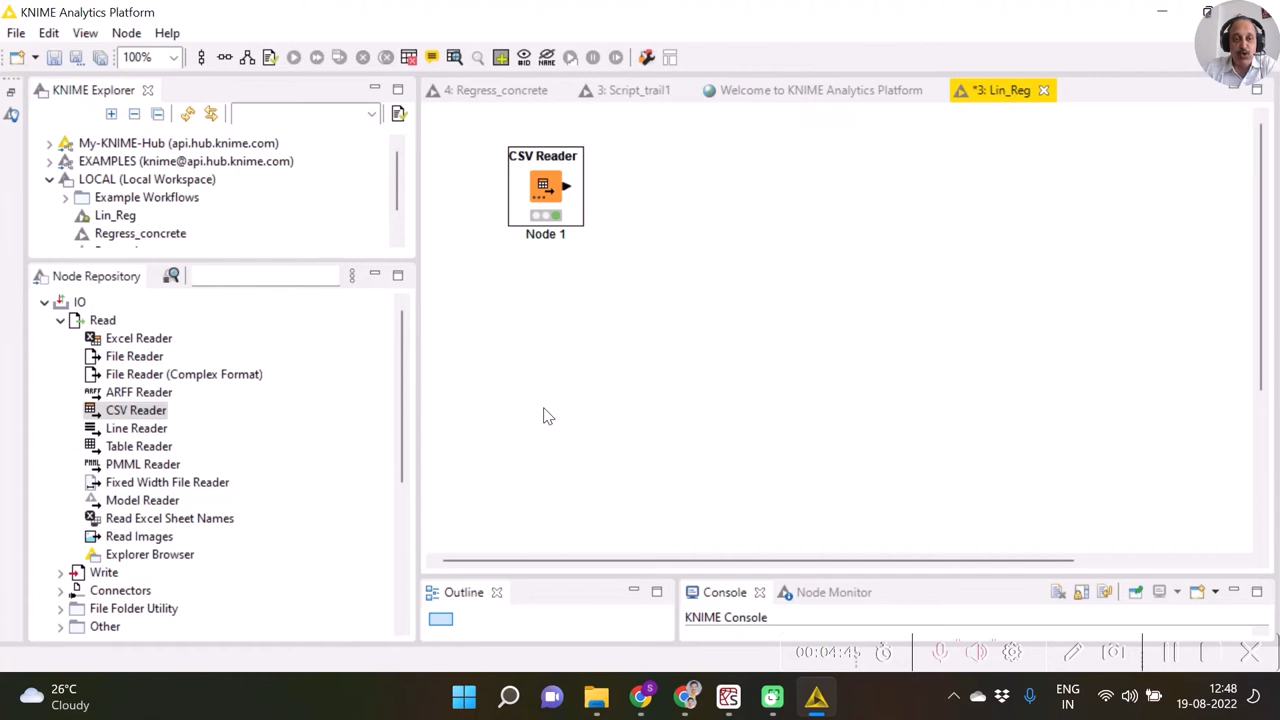 KNIME Analytics Platform
File Edit View Node Help
100%
KNIME Explorer
My-KNIME-Hub (api.hub.knime.com)
EXAMPLES (knime@api.hub.knime.com)
LOCAL (Local Workspace)
Example Workflows
Lin_Reg
Regress_concrete
Node Repository
IO
Read
Excel Reader
File Reader
File Reader (Complex Format)
ARFF Reader
CSV Reader
Line Reader
Table Reader
PMML Reader
Fixed Width File Reader
Model Reader
Read Excel Sheet Names
Read Images
Explorer Browser
Write
Connectors
File Folder Utility
Other
4: Regress_concrete 3: Script_trail1 Welcome to KNIME Analytics Platform *3: Lin_Reg
CSV Reader
Node 1
Outline
Console Node Monitor
KNIME Console
00:04:45
26°C
Cloudy
ENG
IN
12:48
19-08-2022